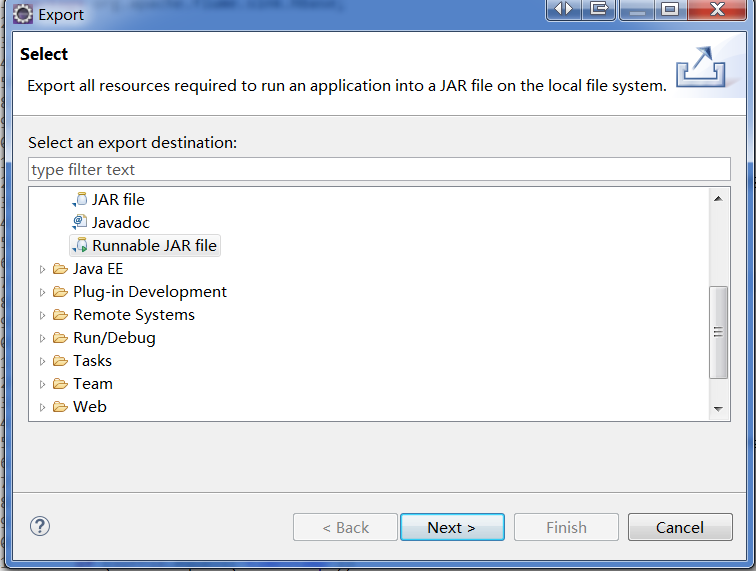 Export
Select
Export all resources required to run an application into a JAR file on the local file system.
Select an export destination:
type filter text
JAR file
Javadoc
Runnable JAR file
Java EE
Plug-in Development
Remote Systems
Run/Debug
Tasks
Team
Web
< Back
Next >
Finish
Cancel